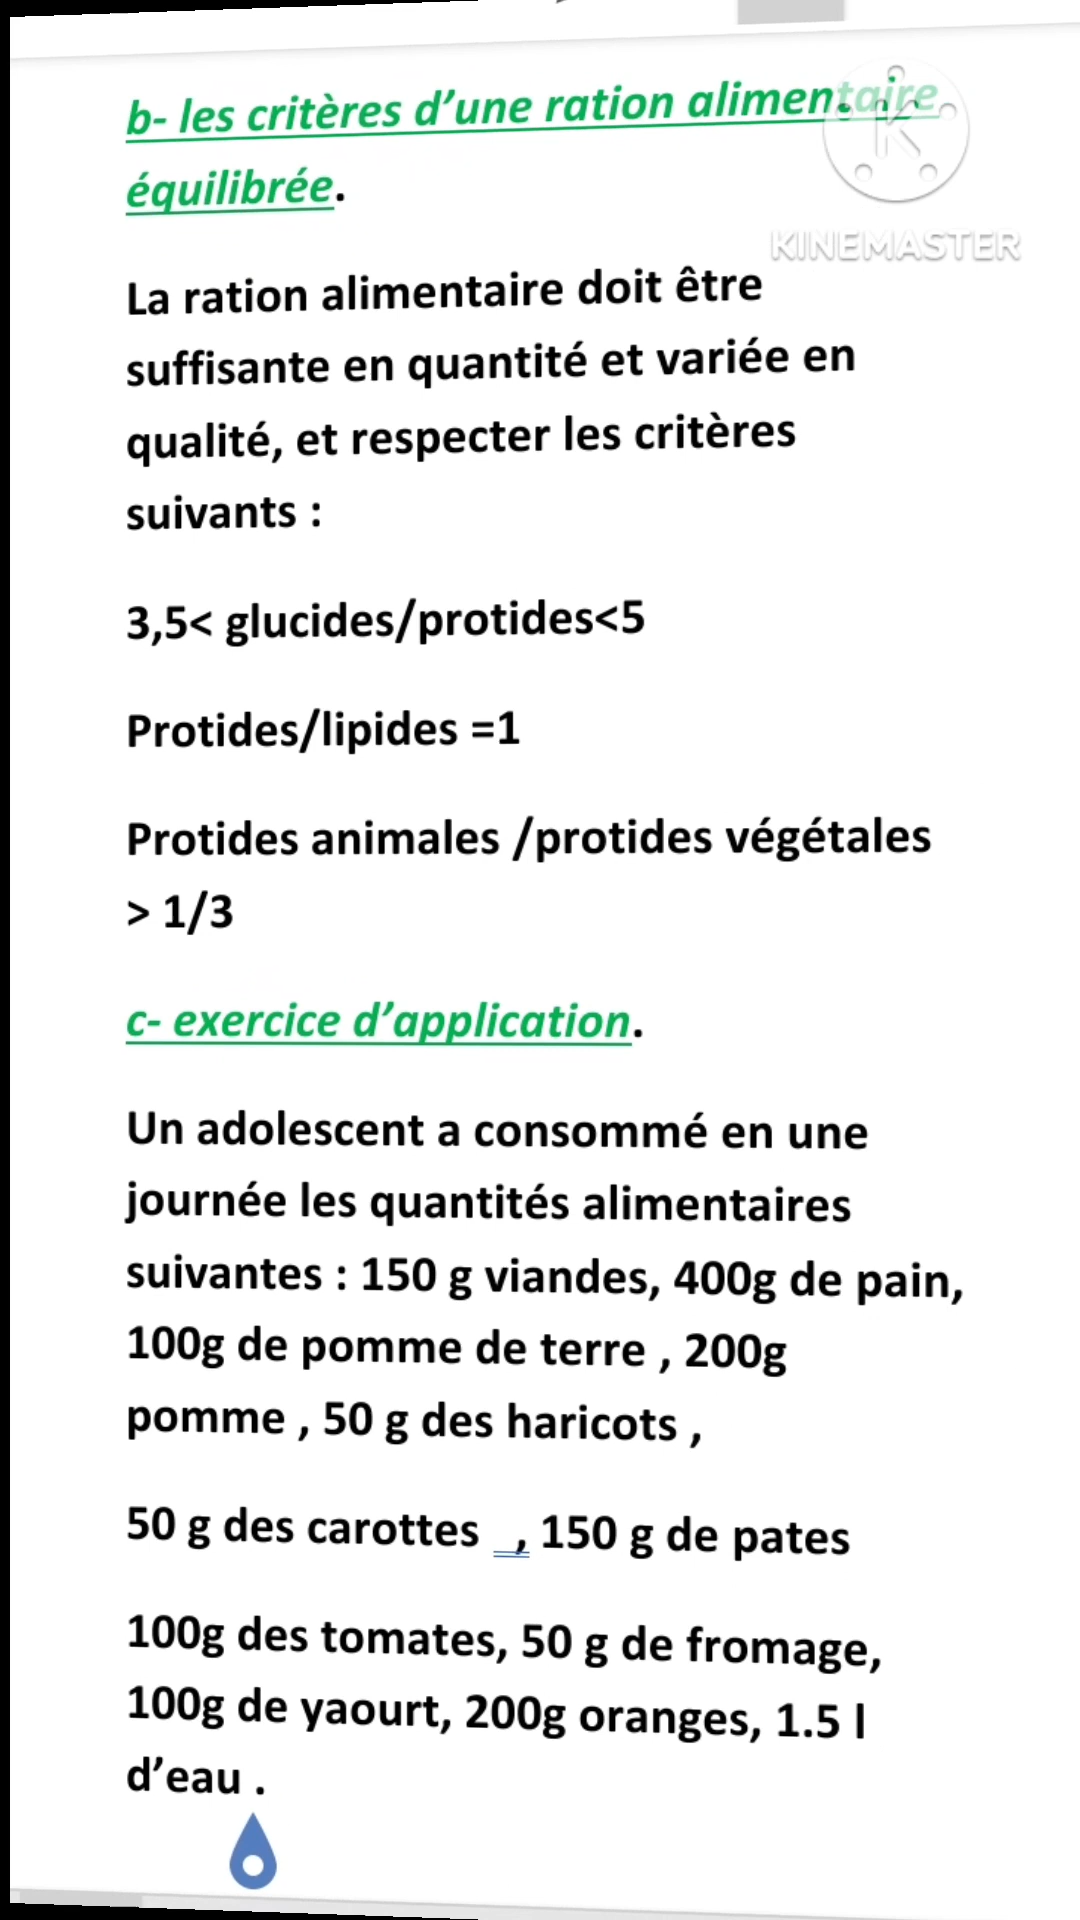 b- les critères d’une ration alimentaire
équilibrée.
KINEMASTER
La ration alimentaire doit être
suffisante en quantité et variée en
qualité, et respecter les critères
suivants :
3,5< glucides/protides<5
Protides/lipides =1
Protides animales /protides végétales
> 1/3
c- exercice d’application.
Un adolescent a consommé en une
journée les quantités alimentaires
suivantes : 150 g viandes, 400g de pain,
100g de pomme de terre , 200g
pomme , 50 g des haricots ,
50 g des carottes , 150 g de pates
100g des tomates, 50 g de fromage,
100g de yaourt, 200g oranges, 1.5 l
d’eau .